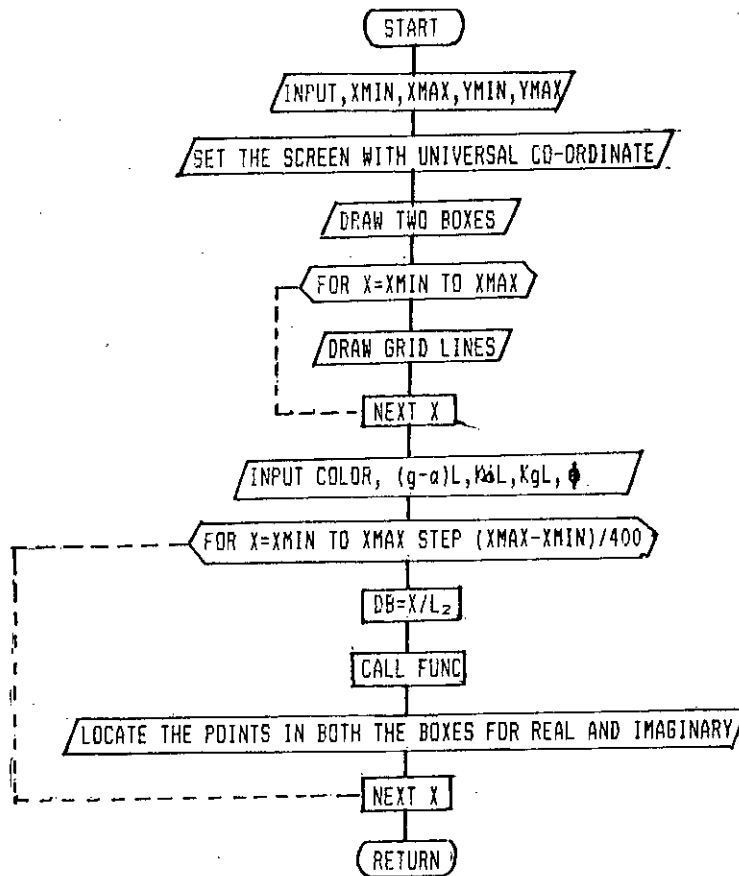 START
INPUT,XMIN,XMAX,YMIN,YMAX
SET THE SCREEN WITH UNIVERSAL CO-ORDINATE
DRAW TWO BOXES
FOR X=XMIN TO XMAX
DRAW GRID LINES
NEXT X
INPUT COLOR, (g-α)L, KgL,
FOR X=XMIN TO XMAX STEP (XMAX-XMIN)/400
DB=X/L₂
CALL FUNC
LOCATE THE POINTS IN BOTH THE BOXES FOR REAL AND IMAGINARY
NEXT X
RETURN